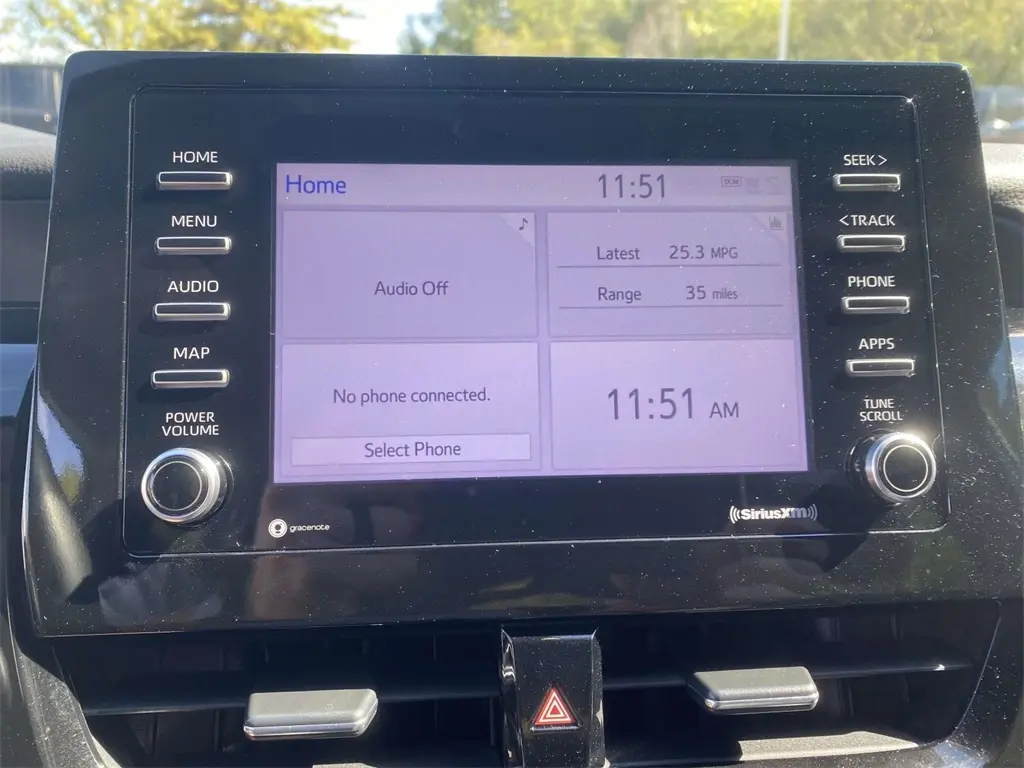 HOME
MENU
AUDIO
MAP
POWER
VOLUME
Home
11:51
DCM
Audio Off
Latest 25.3 MPG
Range 35 miles
No phone connected.
Select Phone
11:51 AM
SEEK >
< TRACK
PHONE
APPS
TUNE
SCROLL
gracenote
((SiriusXM))